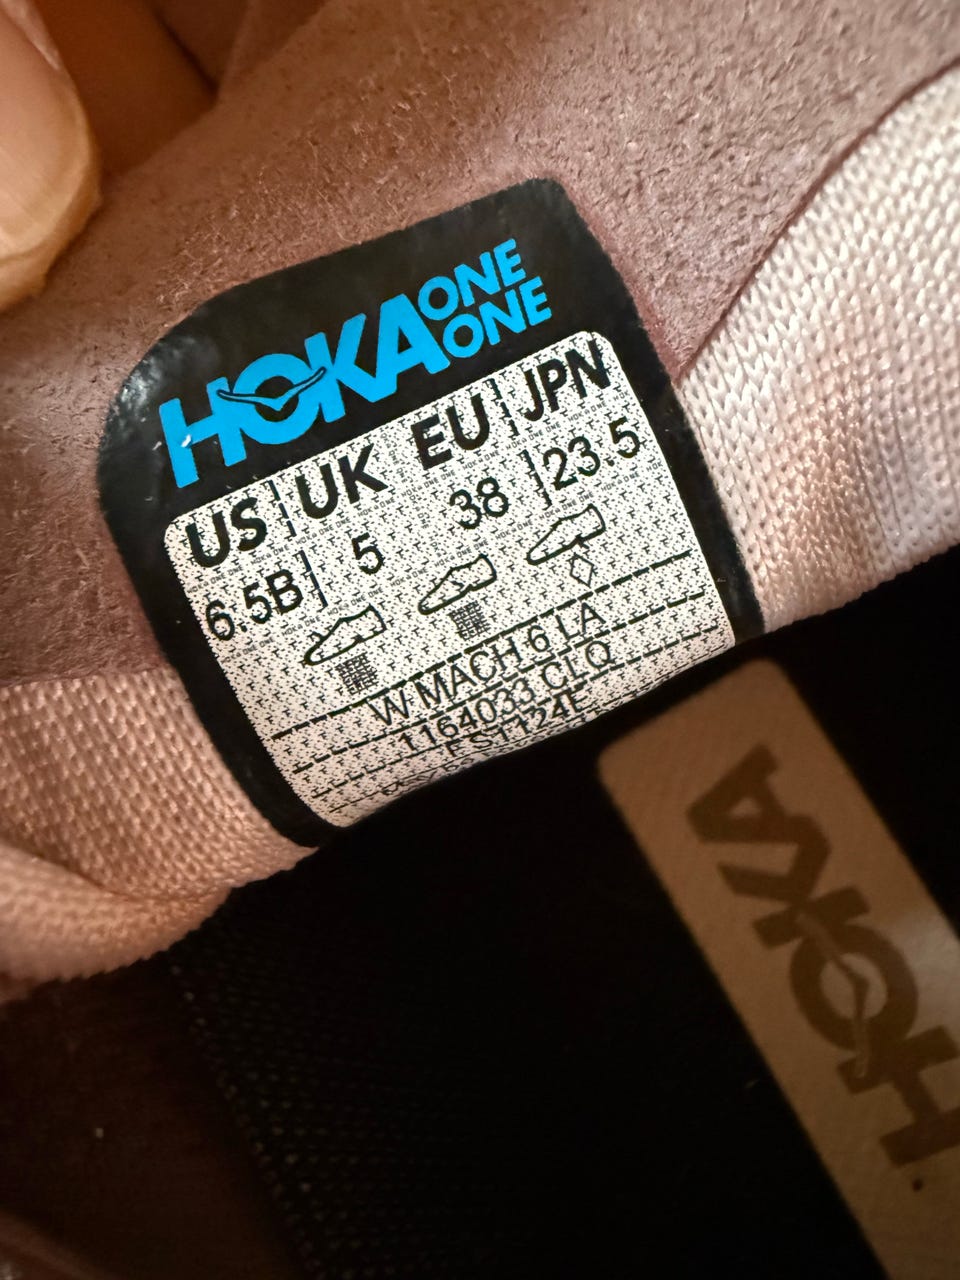 HOKA ONE ONE
US UK EU JPN
6.5B 5 38 23.5
W MACH 6 LA
1164033 CLQ
FS1124F
HOKA